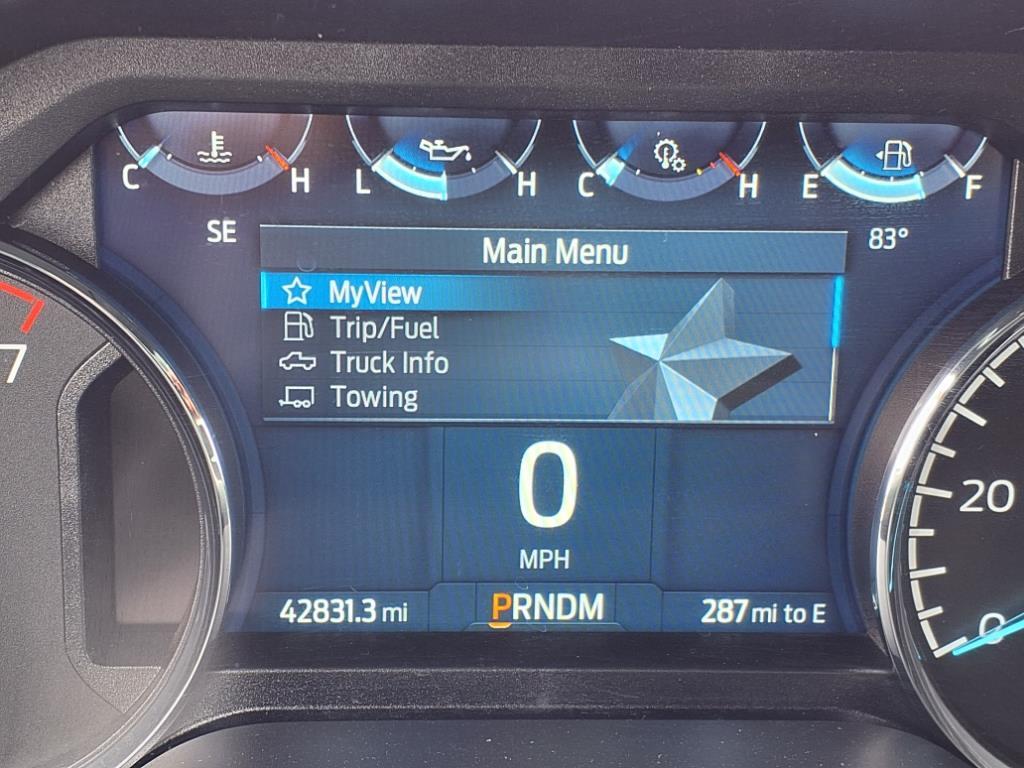 C H L H C H E F
SE
83°
Main Menu
MyView
Trip/Fuel
Truck Info
Towing
7
0
MPH
20
0
42831.3 mi
PRNDM
287 mi to E